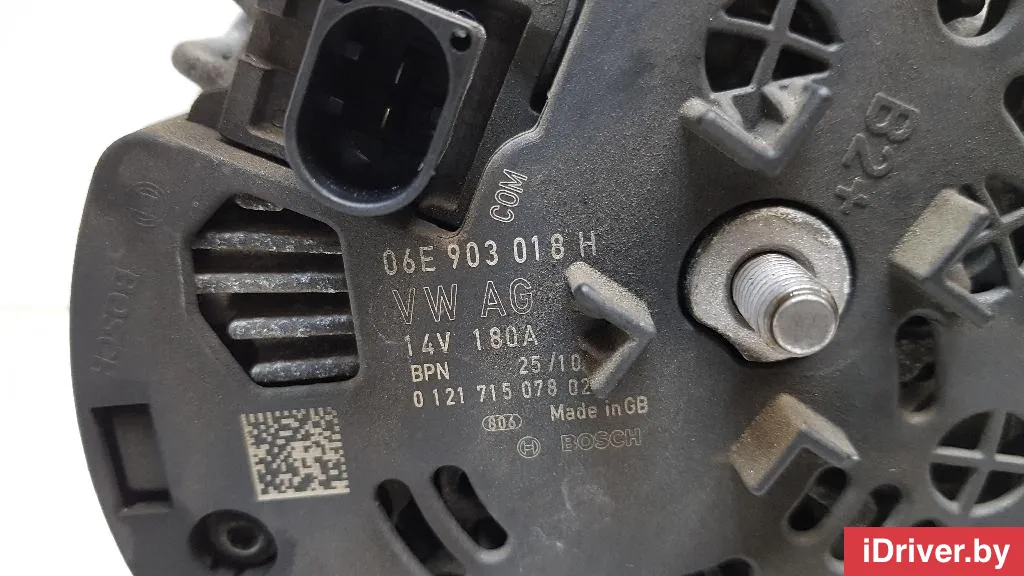 B2+
COM
06E 903 018 H
VW AG
14V 180A
BPN 25/10
0 121 715 078 02
806 Made in GB
BOSCH
BOSCH
iDriver.by